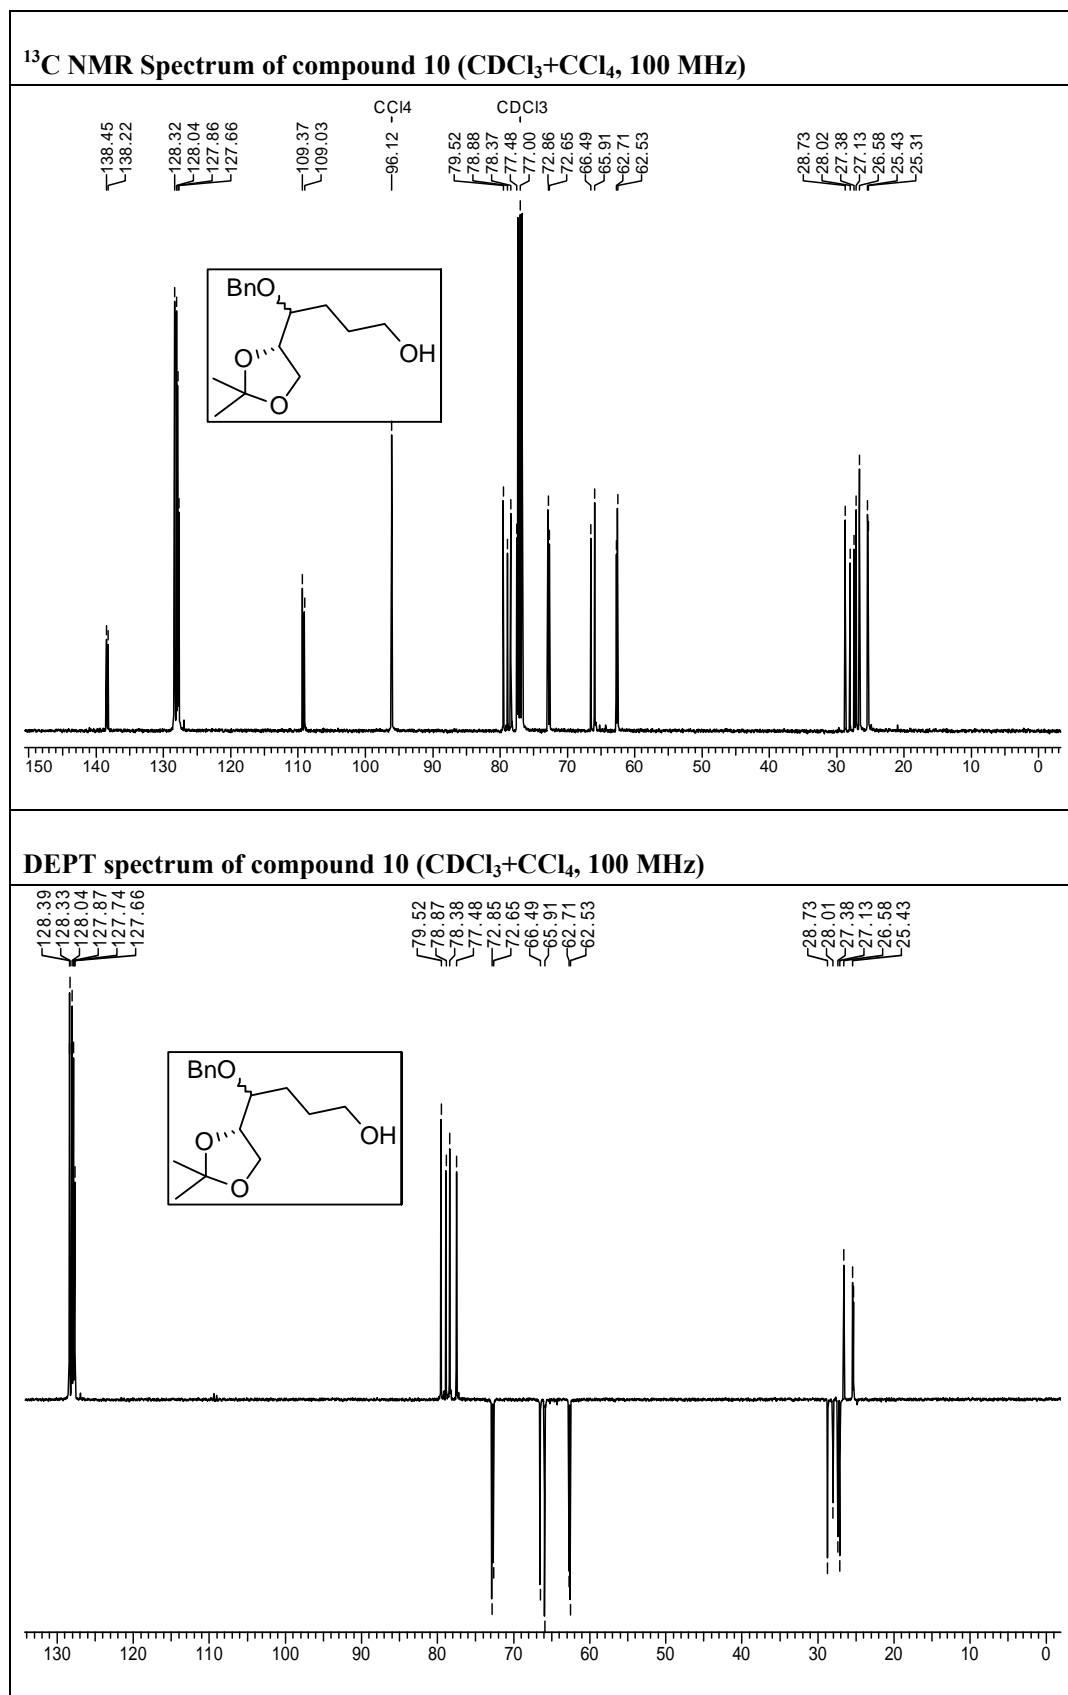 ¹³C NMR Spectrum of compound 10 (CDCl₃+CCl₄, 100 MHz)
CCl4 CDCl3
138.45 138.22 128.32 128.04 127.86 127.66 109.37 109.03 96.12 79.52 78.88 78.37 77.48 77.00 72.86 72.65 66.49 65.91 62.71 62.53 28.73 28.02 27.38 27.13 26.58 25.43 25.31
BnO
OH
O
O
150 140 130 120 110 100 90 80 70 60 50 40 30 20 10 0
DEPT spectrum of compound 10 (CDCl₃+CCl₄, 100 MHz)
128.39 128.33 128.04 127.87 127.74 127.66 79.52 78.87 78.38 77.48 72.85 72.65 66.49 65.91 62.71 62.53 28.73 28.01 27.38 27.13 26.58 25.43
BnO
OH
O
O
130 120 110 100 90 80 70 60 50 40 30 20 10 0